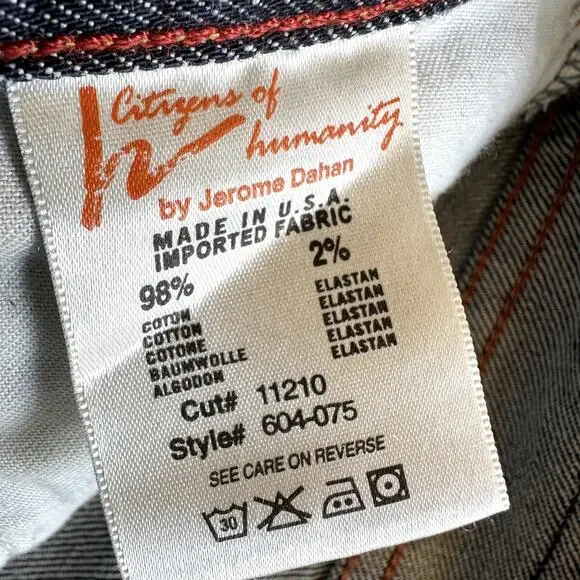 Citizens of
humanity
by Jerome Dahan
MADE IN U.S.A.
IMPORTED FABRIC
98%
COTON
COTTON
COTONE
BAUMWOLLE
ALGODON
2%
ELASTAN
ELASTAN
ELASTAN
ELASTAN
ELASTAN
Cut# 11210
Style# 604-075
SEE CARE ON REVERSE
30